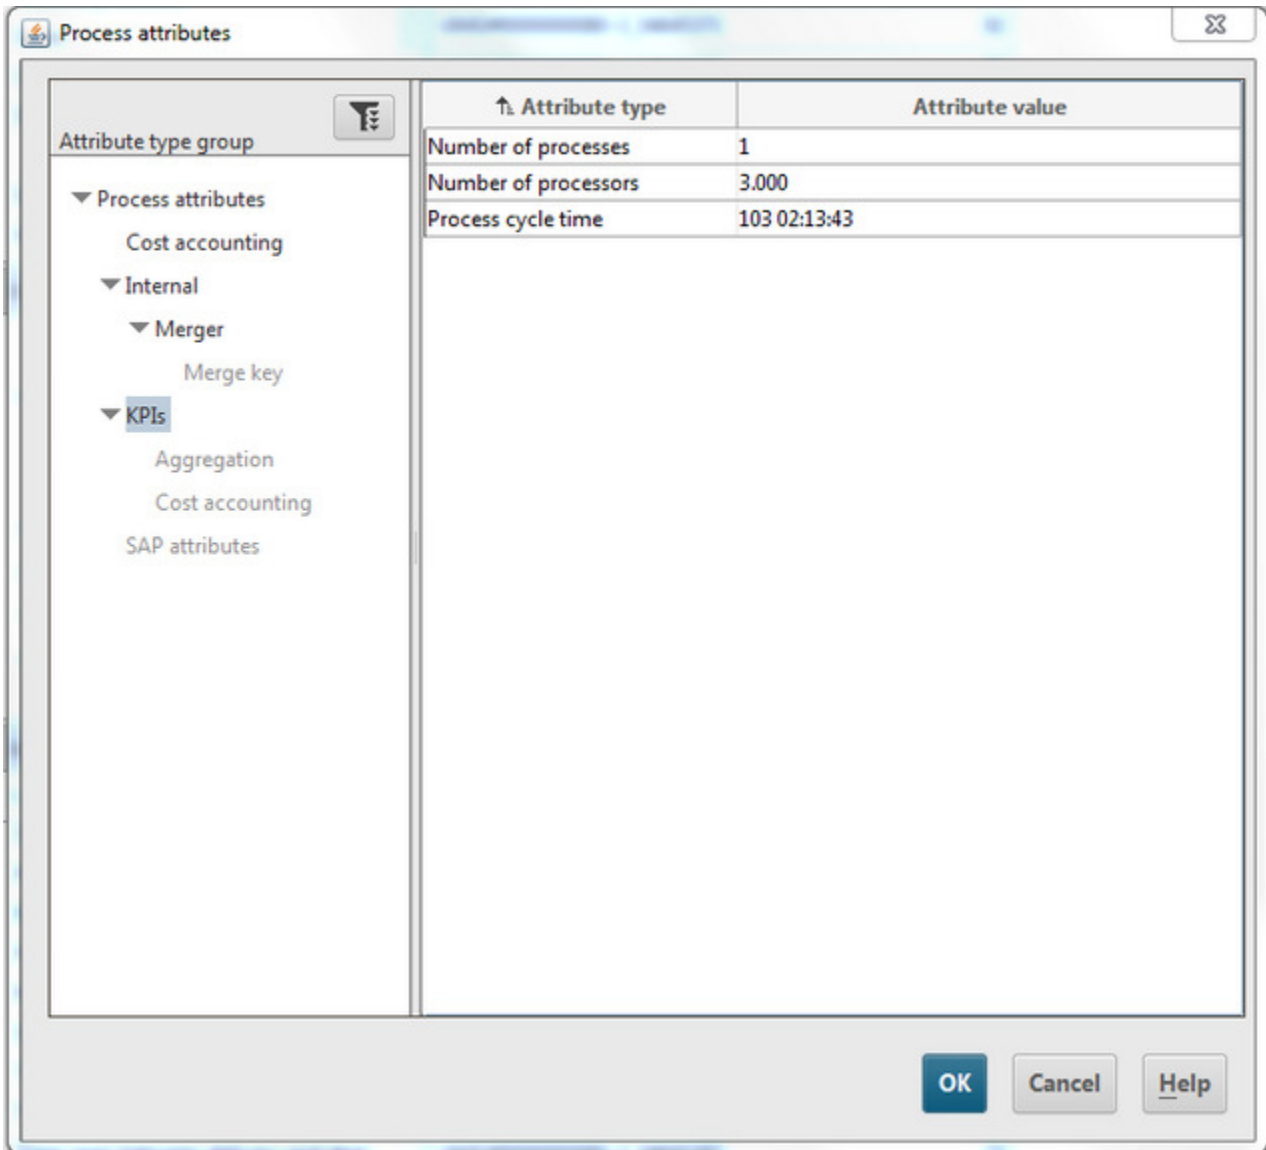 Process attributes
Attribute type group
Process attributes
Cost accounting
Internal
Merger
Merge key
KPIs
Aggregation
Cost accounting
SAP attributes
Attribute type Attribute value
Number of processes 1
Number of processors 3.000
Process cycle time 103 02:13:43
OK Cancel Help